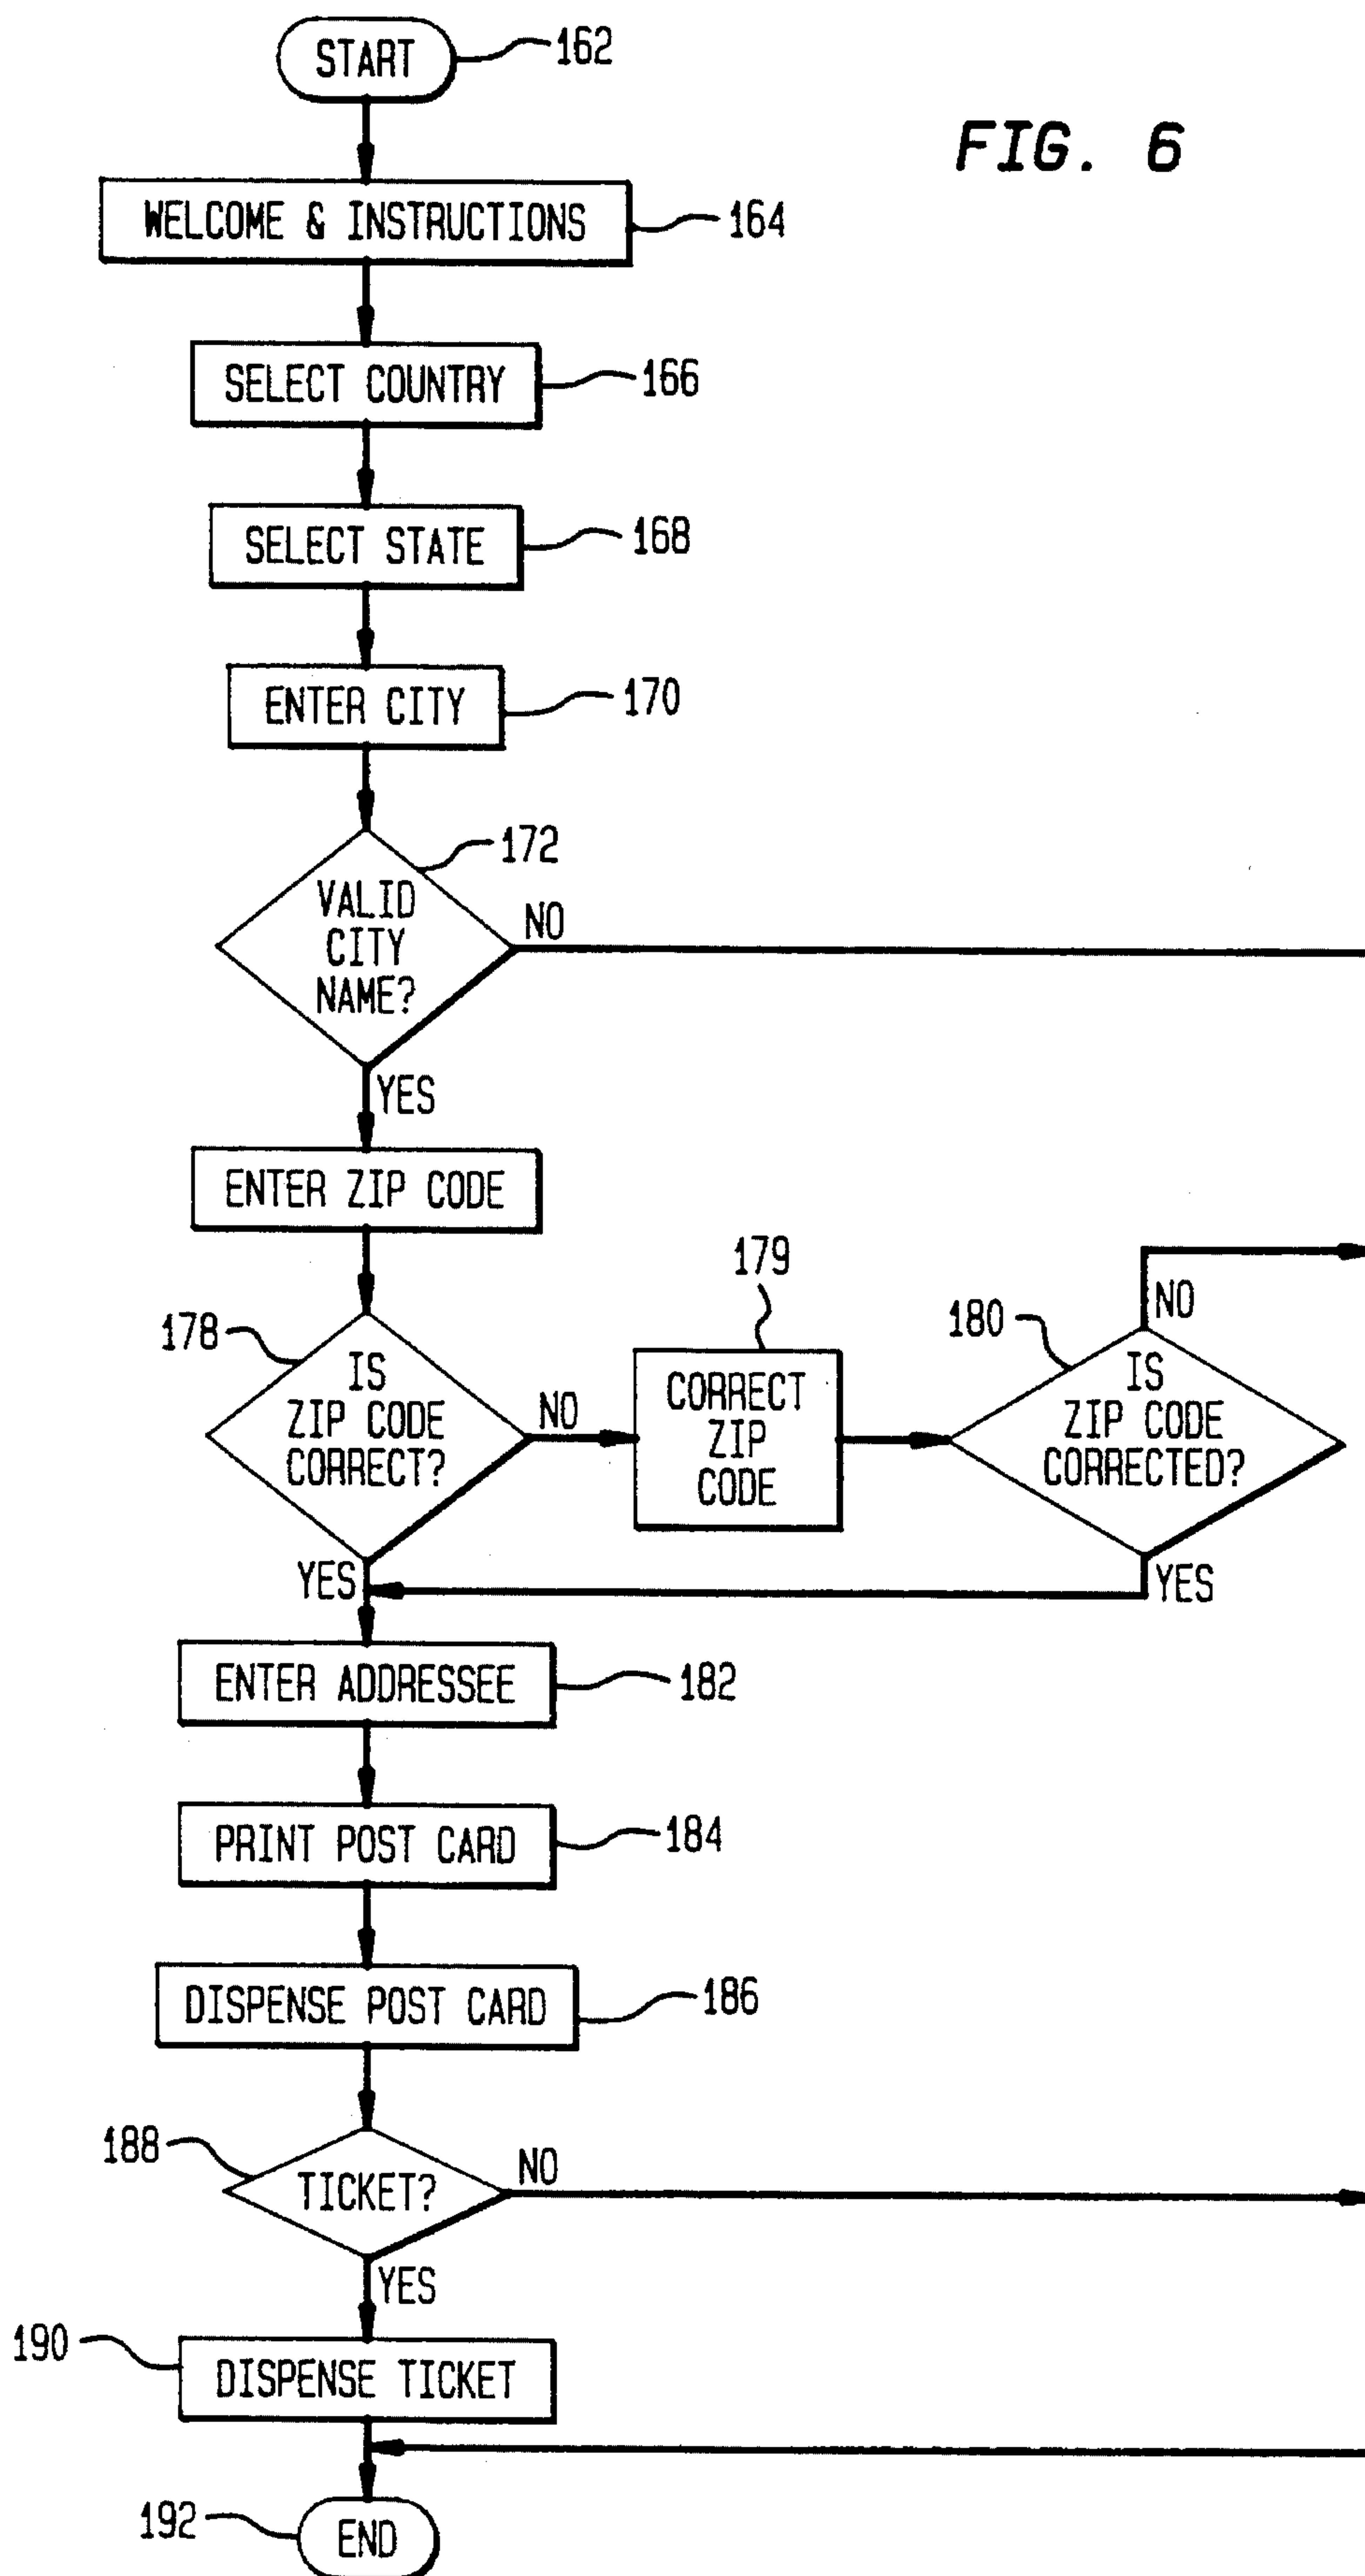 START
162
FIG. 6
WELCOME & INSTRUCTIONS
164
SELECT COUNTRY
166
SELECT STATE
168
ENTER CITY
170
172
VALID
CITY
NAME?
NO
YES
ENTER ZIP CODE
178
IS
ZIP CODE
CORRECT?
NO
YES
179
CORRECT
ZIP
CODE
180
IS
ZIP CODE
CORRECTED?
NO
YES
ENTER ADDRESSEE
182
PRINT POST CARD
184
DISPENSE POST CARD
186
188
TICKET?
NO
YES
190
DISPENSE TICKET
192
END